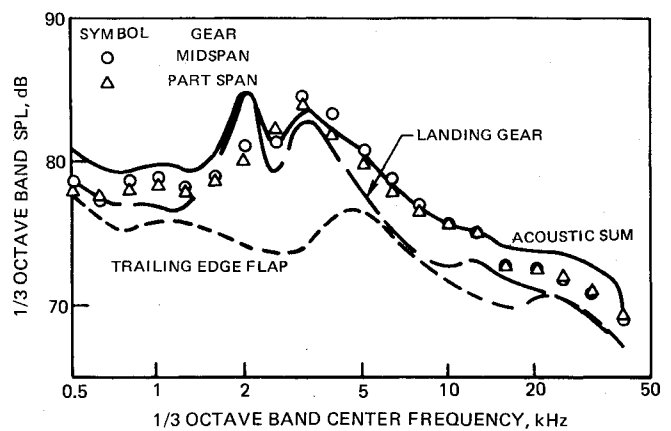 90
SYMBOL GEAR
○ MIDSPAN
△ PART SPAN
1/3 OCTAVE BAND SPL, dB
LANDING GEAR
80
ACOUSTIC SUM
TRAILING EDGE FLAP
70
0.5 1 2 5 10 20 50
1/3 OCTAVE BAND CENTER FREQUENCY, kHz